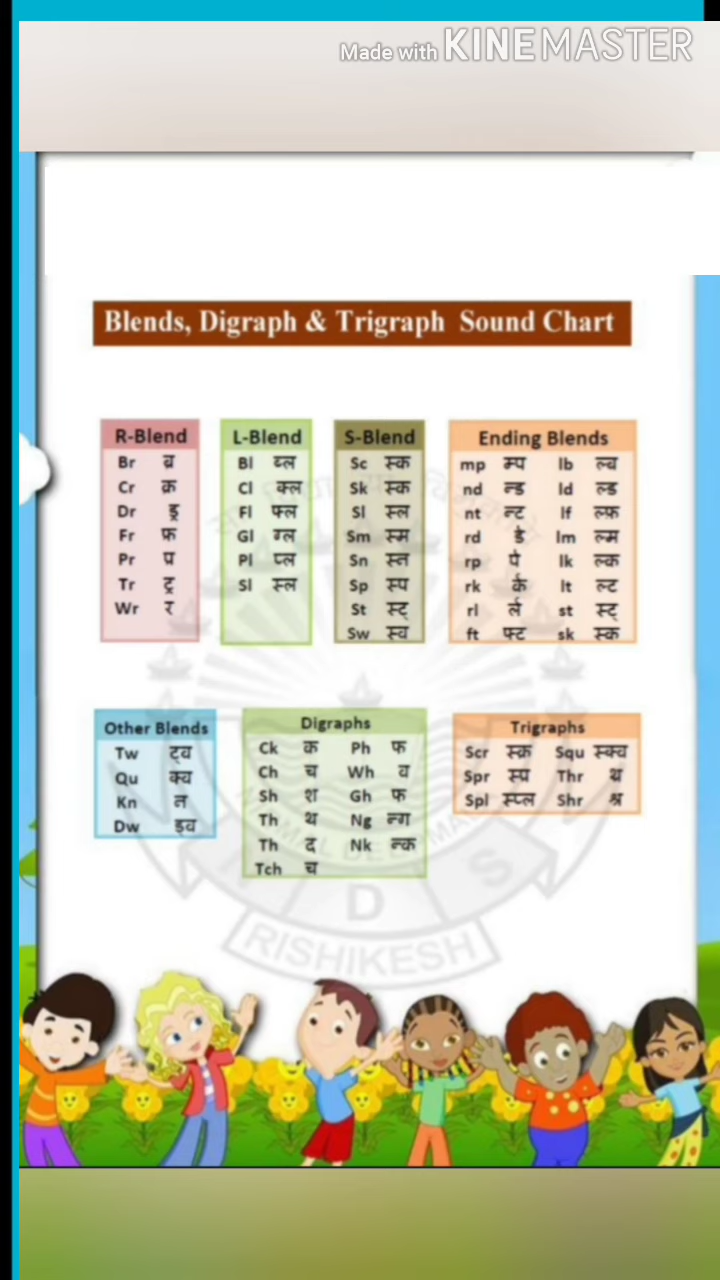 Made with KINEMASTER
Blends, Digraph & Trigraph Sound Chart
R-Blend
Br ब्र
Cr क्र
Dr ड्र
Fr फ्र
Pr प्र
Tr ट्र
Wr र
L-Blend
Bl ब्ल
Cl क्ल
Fl फ्ल
Gl ग्ल
Pl प्ल
Sl स्ल
S-Blend
Sc स्क
Sk स्क
Sl स्ल
Sm स्म
Sn स्न
Sp स्प
St स्ट्
Sw स्व
Ending Blends
mp म्प lb ल्ब
nd न्ड ld ल्ड
nt न्ट lf ल्फ़
rd र्ड lm ल्म
rp र्प lk ल्क
rk र्क lt ल्ट
rl र्ल st स्ट्
ft फ्ट sk स्क
Other Blends
Tw ट्व
Qu क्व
Kn न
Dw ड्व
Digraphs
Ck क Ph फ
Ch च Wh व
Sh श Gh फ
Th थ Ng न्ग
Th द Nk न्क
Tch च
Trigraphs
Scr स्क्र Squ स्क्व
Spr स्प्र Thr थ्र
Spl स्प्ल Shr श्र
N D S
RISHIKESH